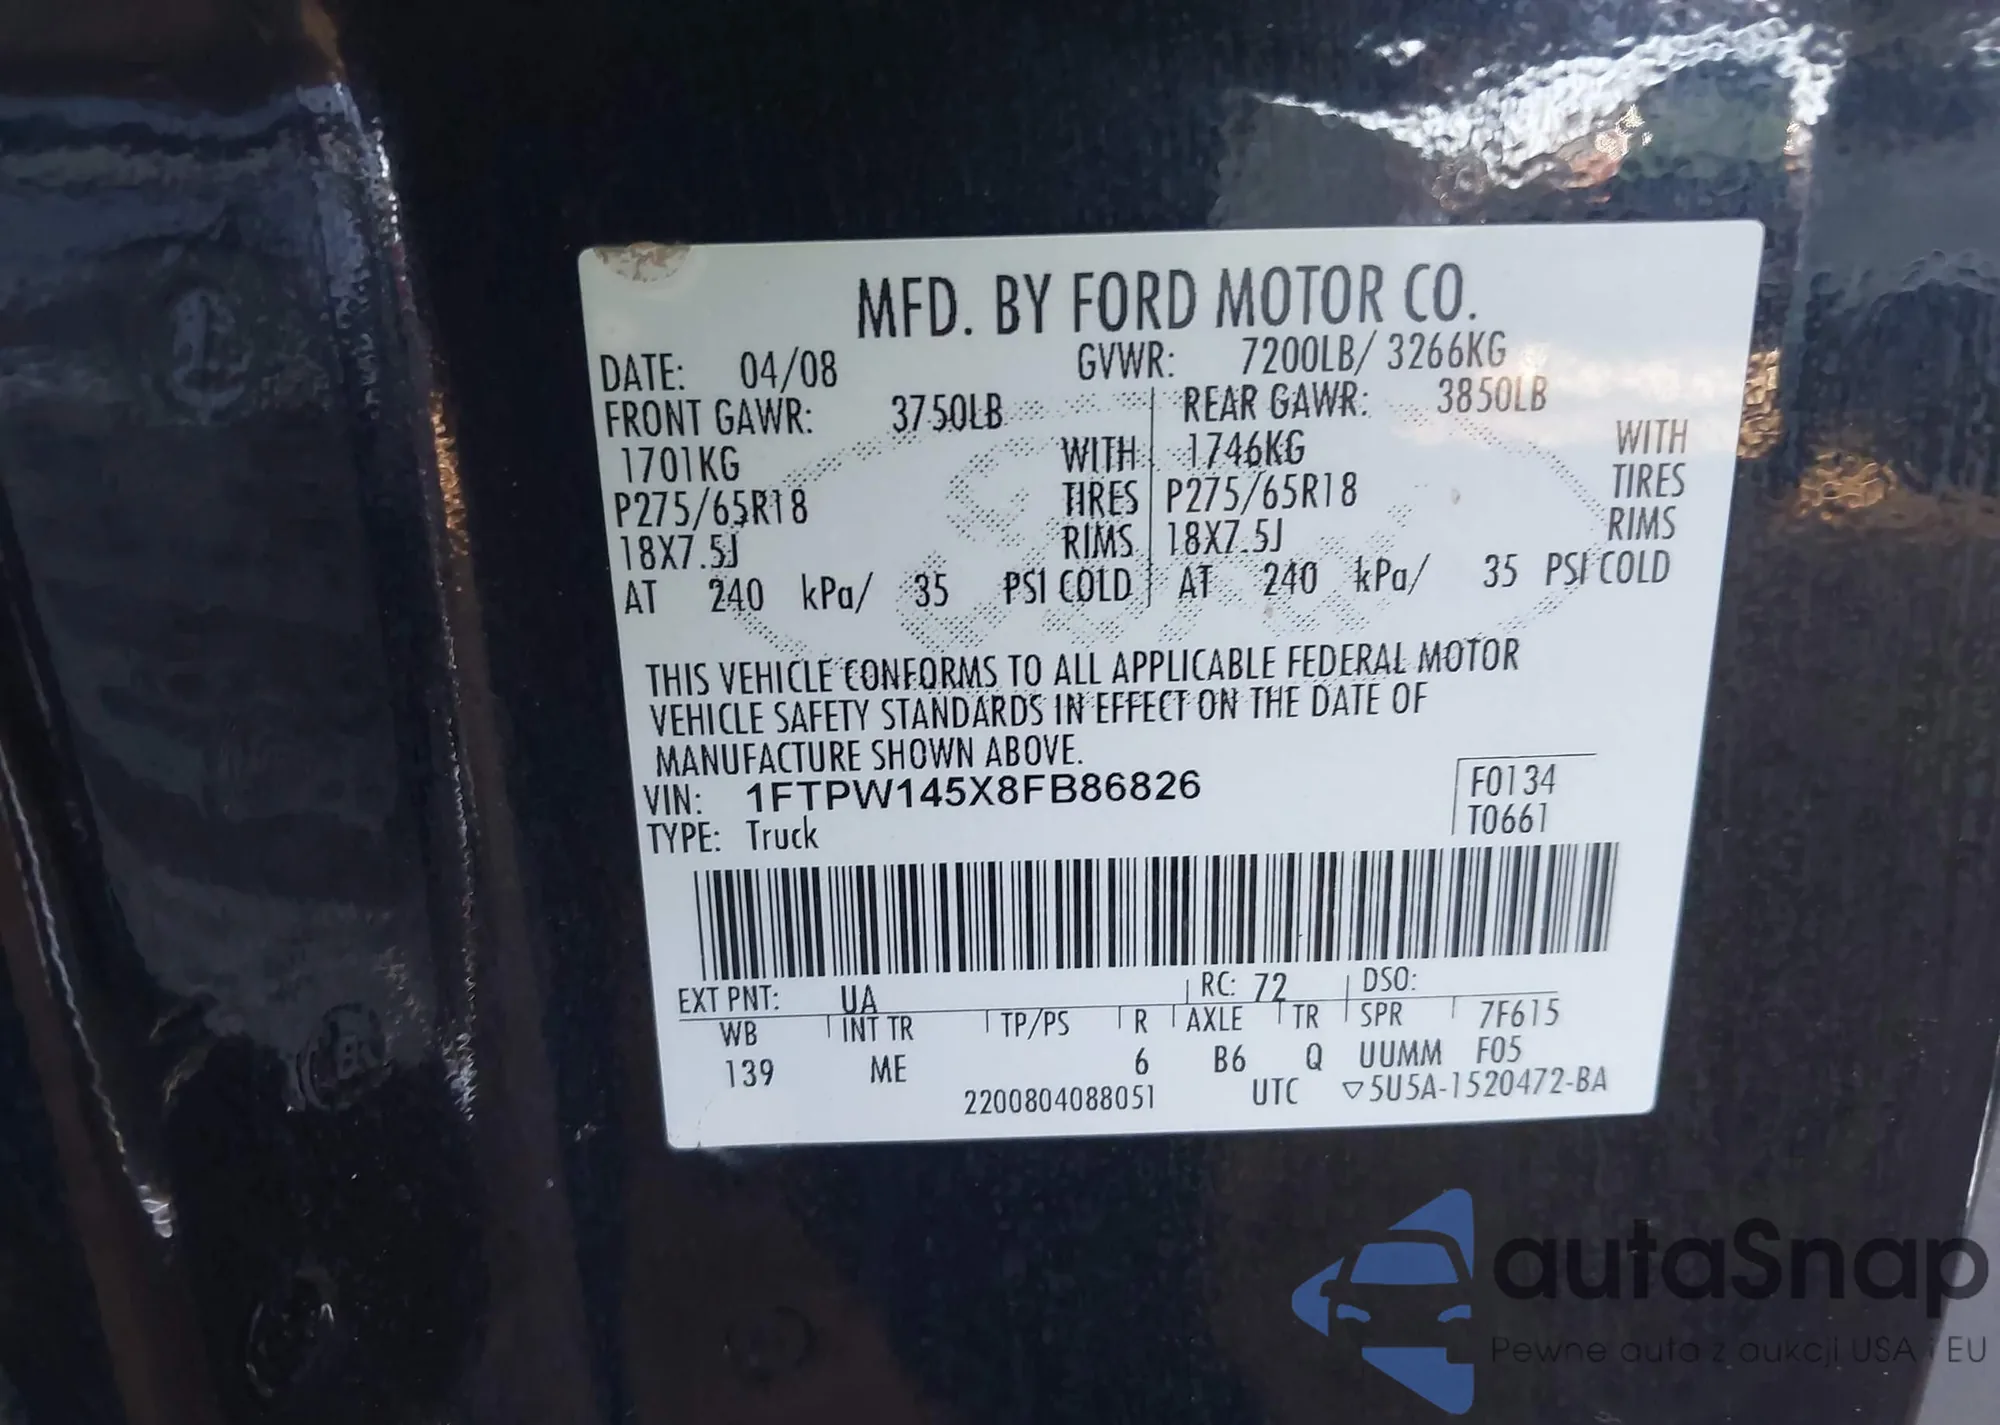 MFD. BY FORD MOTOR CO.
DATE: 04/08 GVWR: 7200LB/ 3266KG
FRONT GAWR: 3750LB REAR GAWR: 3850LB
1701KG WITH 1746KG WITH
P275/65R18 TIRES P275/65R18 TIRES
18X7.5J RIMS 18X7.5J RIMS
AT 240 kPa/ 35 PSI COLD AT 240 kPa/ 35 PSI COLD
THIS VEHICLE CONFORMS TO ALL APPLICABLE FEDERAL MOTOR
VEHICLE SAFETY STANDARDS IN EFFECT ON THE DATE OF
MANUFACTURE SHOWN ABOVE.
VIN: 1FTPW145X8FB86826 F0134
TYPE: Truck T0661
EXT PNT: UA RC: 72 DSO:
WB INT TR TP/PS R AXLE TR SPR 7F615
139 ME 6 B6 Q UUMM F05
2200804088051 UTC ▽5U5A-1520472-BA
autaSnap
Pewne auta z aukcji USA i EU